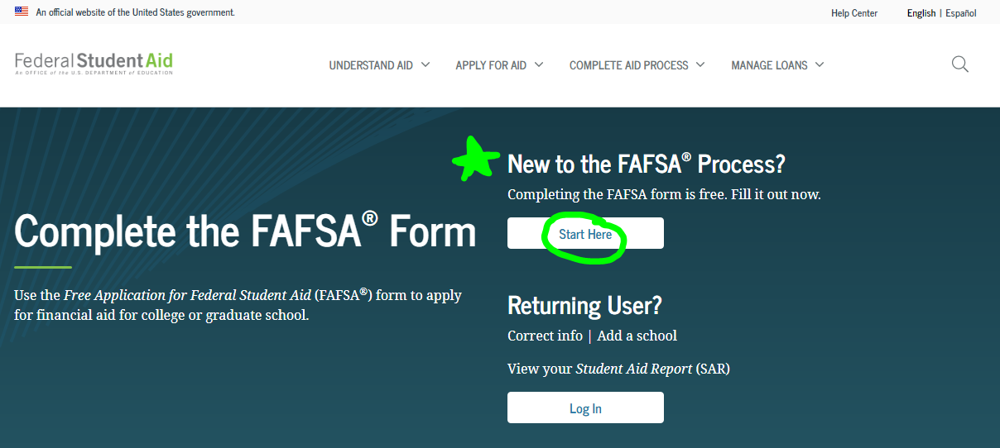 An official website of the United States government.
Help Center
English | Español
Federal Student Aid
An OFFICE of the U.S. DEPARTMENT of EDUCATION
UNDERSTAND AID
APPLY FOR AID
COMPLETE AID PROCESS
MANAGE LOANS
Complete the FAFSA® Form
Use the Free Application for Federal Student Aid (FAFSA®) form to apply
for financial aid for college or graduate school.
New to the FAFSA® Process?
Completing the FAFSA form is free. Fill it out now.
Start Here
Returning User?
Correct info | Add a school
View your Student Aid Report (SAR)
Log In